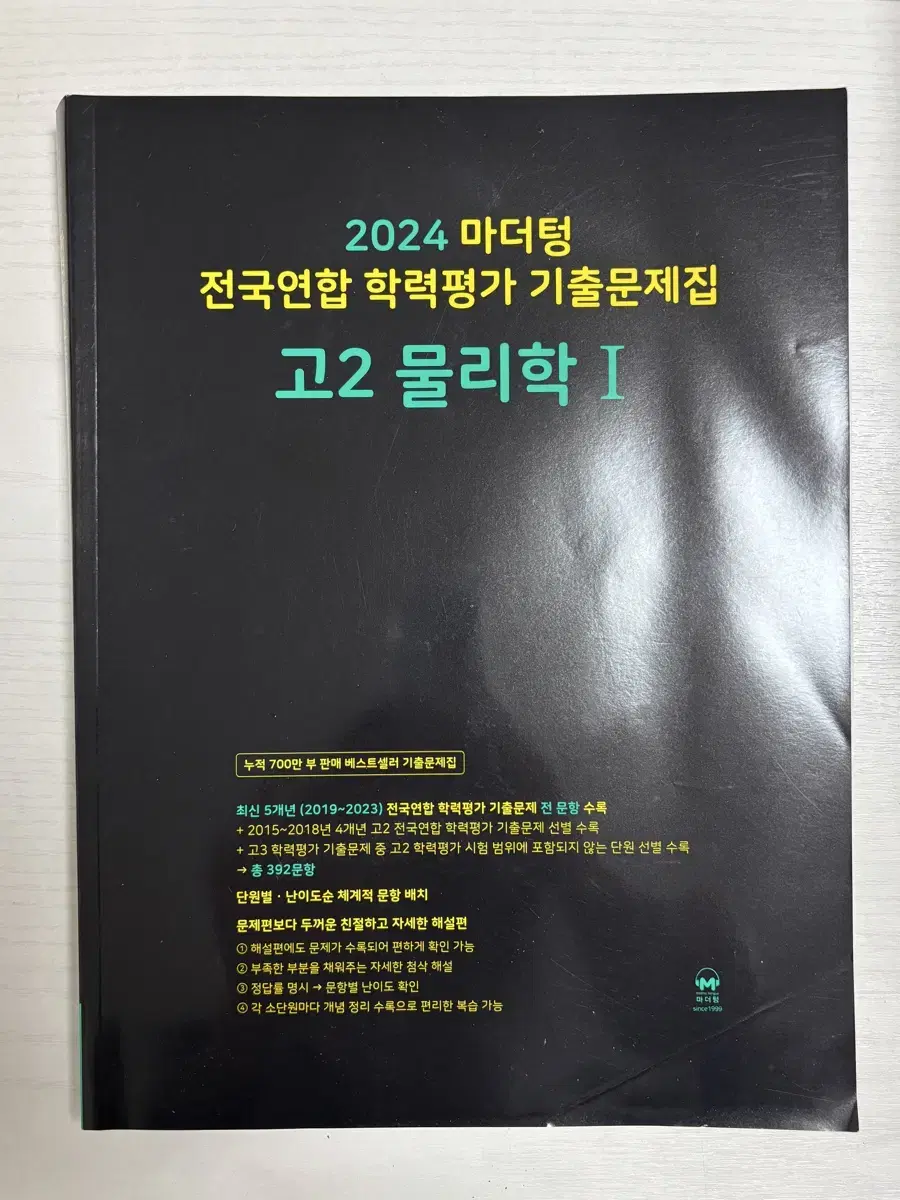 2024 마더텅
전국연합 학력평가 기출문제집
고2 물리학 I
누적 700만 부 판매 베스트셀러 기출문제집
최신 5개년 (2019~2023) 전국연합 학력평가 기출문제 전 문항 수록
+ 2015~2018년 4개년 고2 전국연합 학력평가 기출문제 선별 수록
+ 고3 학력평가 기출문제 중 고2 학력평가 시험 범위에 포함되지 않는 단원 선별 수록
→ 총 392문항
단원별 · 난이도순 체계적 문항 배치
문제편보다 두꺼운 친절하고 자세한 해설편
① 해설편에도 문제가 수록되어 편하게 확인 가능
② 부족한 부분을 채워주는 자세한 첨삭 해설
③ 정답률 명시 → 문항별 난이도 확인
④ 각 소단원마다 개념 정리 수록으로 편리한 복습 가능
M
마더텅
since1999